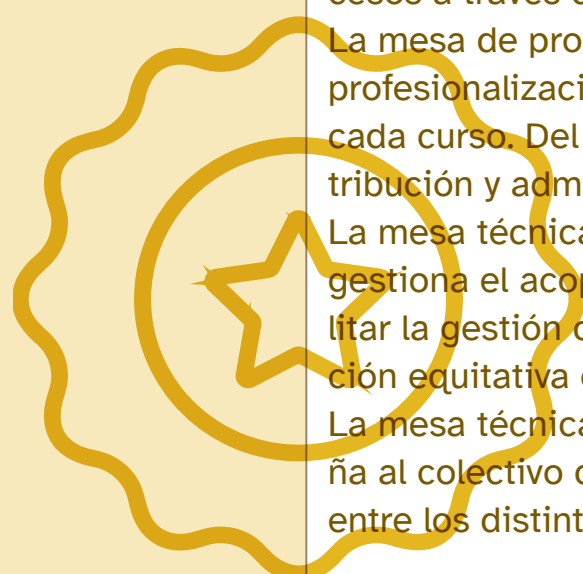 La mesa de pro
profesionalizaci
cada curso. Del
tribución y adm
La mesa técnica
gestiona el acop
litar la gestión
ción equitativa
La mesa técnica
ña al colectivo
entre los distint